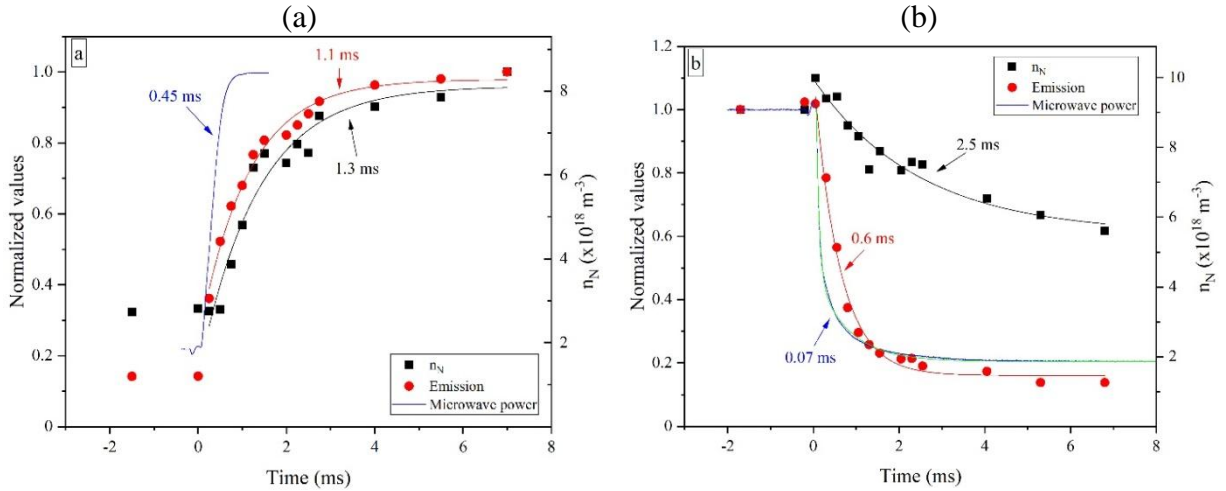 (a)
a
1.1 ms
0.45 ms
1.3 ms
n_N
Emission
Microwave power
Normalized values
1.0
0.8
0.6
0.4
0.2
0
8
6
4
2
n_N (x10^18 m^-3)
-2
0
2
4
6
8
Time (ms)
(b)
b
n_N
Emission
Microwave power
2.5 ms
0.6 ms
0.07 ms
Normalized values
1.2
1.0
0.8
0.6
0.4
0.2
0.0
10
8
6
4
2
n_N (x10^18 m^-3)
-2
0
2
4
6
8
Time (ms)